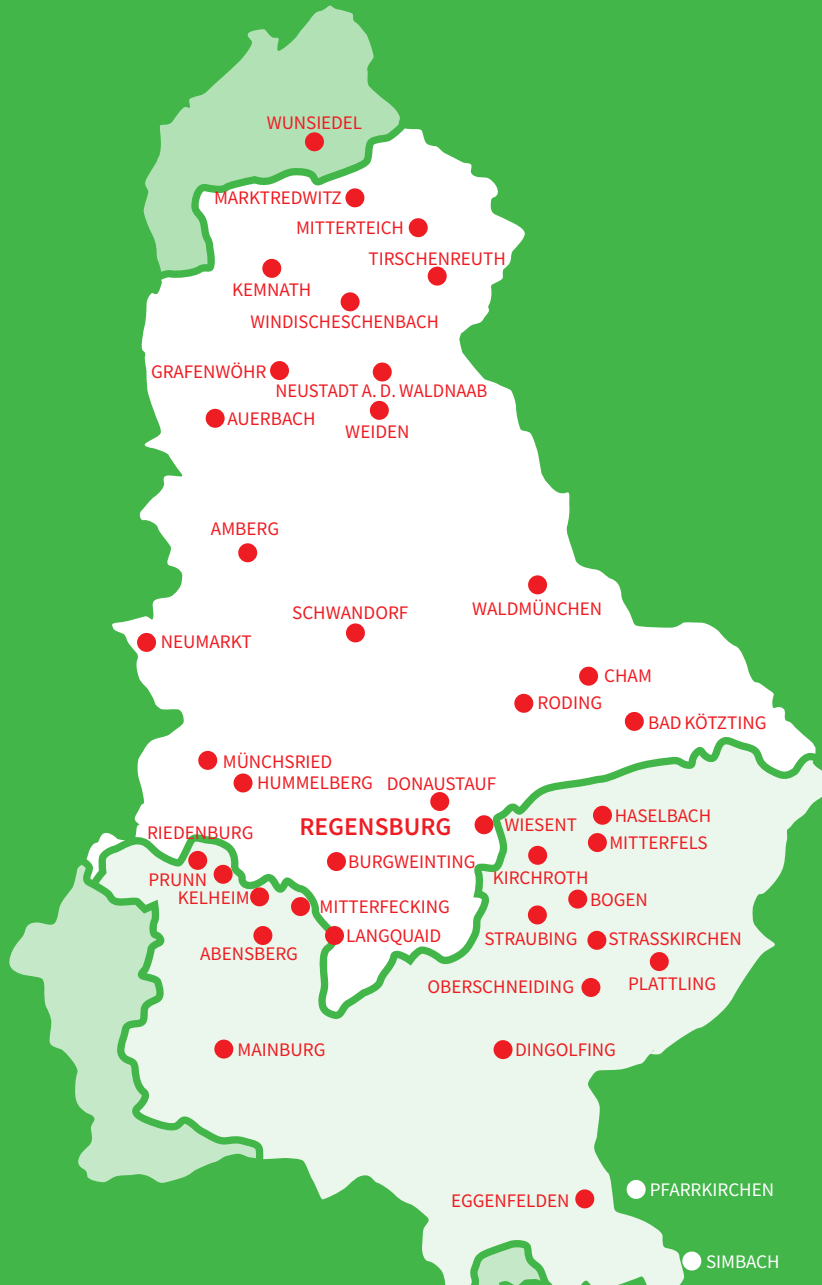 WUNSIEDEL
MARKTREDWITZ
MITTERTEICH
TIRSCHENREUTH
KEMNATH
WINDISCHESCHENBACH
GRAFENWÖHR
NEUSTADT A. D. WALDNAAB
AUERBACH
WEIDEN
AMBERG
WALDMÜNCHEN
SCHWANDORF
NEUMARKT
CHAM
RODING
BAD KÖTZTING
MÜNCHSRIED
HUMMELBERG
DONAUSTAUF
HASELBACH
REGENSBURG
WIESENT
RIEDENBURG
MITTERFELS
BURGWEINTING
PRUNN
KIRCHROTH
KELHEIM
BOGEN
MITTERFECKING
LANGQUAID
STRAUBING
STRASSKIRCHEN
ABENSBERG
OBERSCHNEIDING
PLATTLING
MAINBURG
DINGOLFING
PFARRKIRCHEN
EGGENFELDEN
SIMBACH